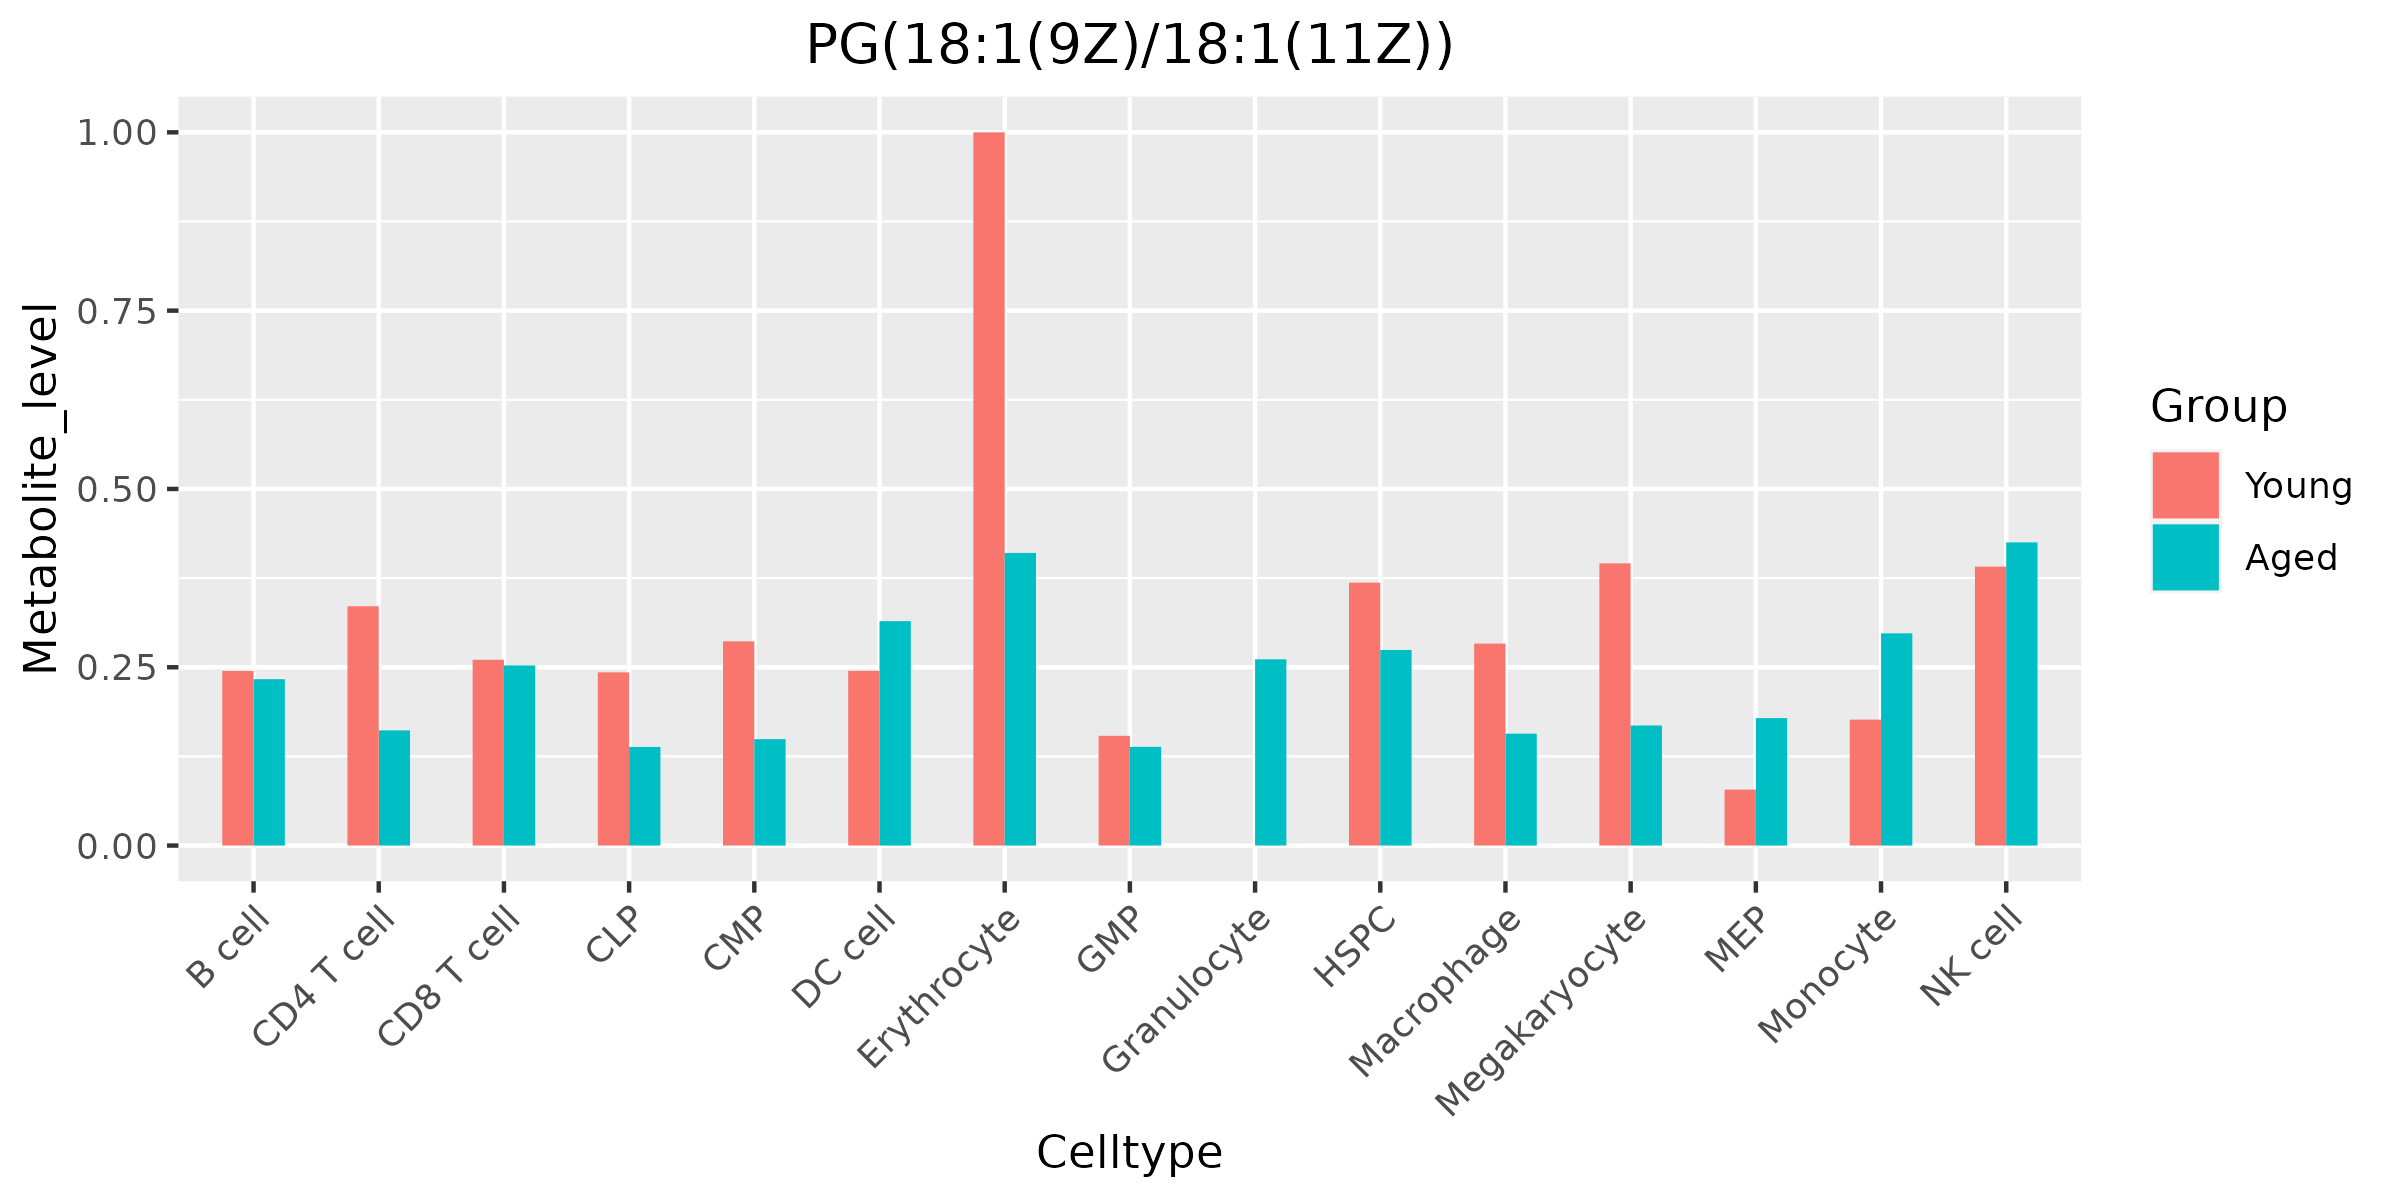 PG(18:1(9Z)/18:1(11Z))
Metabolite_level
1.00
0.75
0.50
0.25
0.00
B cell
CD4 T cell
CD8 T cell
CLP
CMP
DC cell
Erythrocyte
GMP
Granulocyte
HSPC
Macrophage
Megakaryocyte
MEP
Monocyte
NK cell
Celltype
Group
Young
Aged